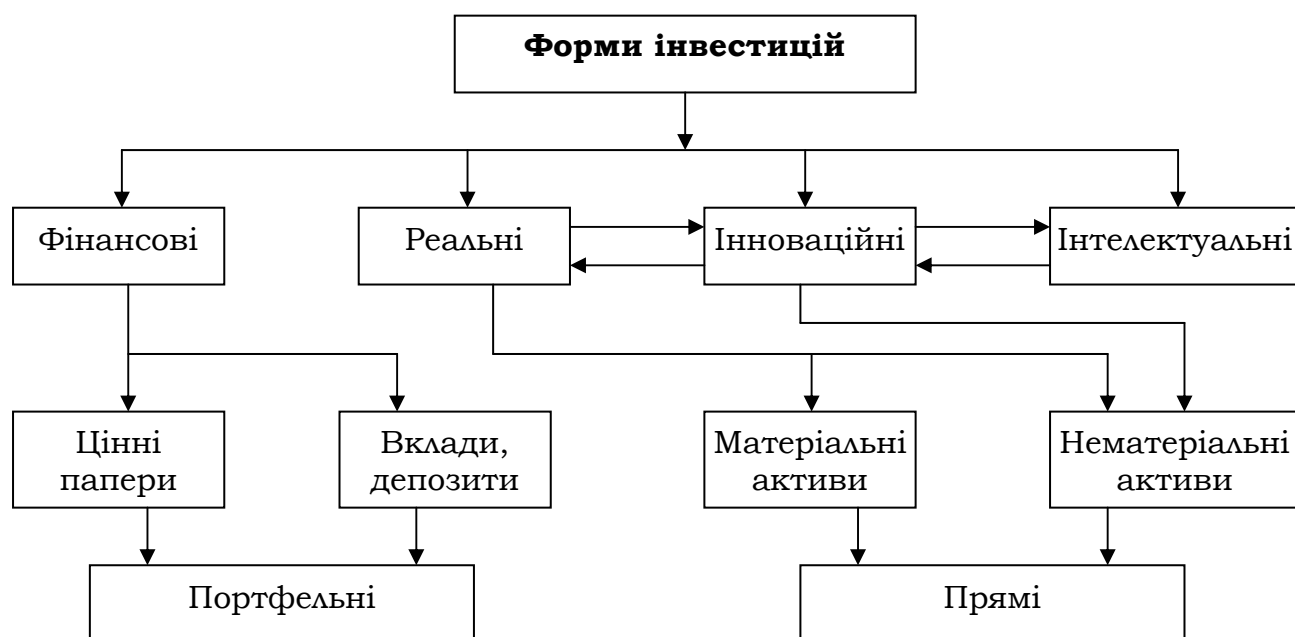 Форми інвестицій
Фінансові
Реальні
Інноваційні
Інтелектуальні
Цінні
папери
Вклади,
депозити
Матеріальні
активи
Нематеріальні
активи
Портфельні
Прямі